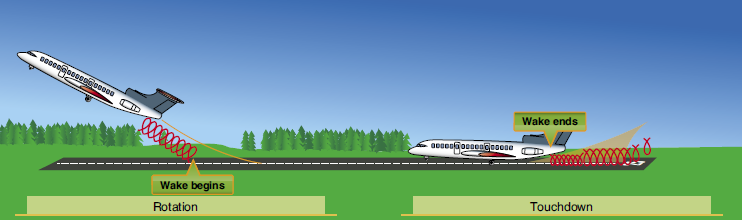 Wake ends
Wake begins
Rotation
Touchdown